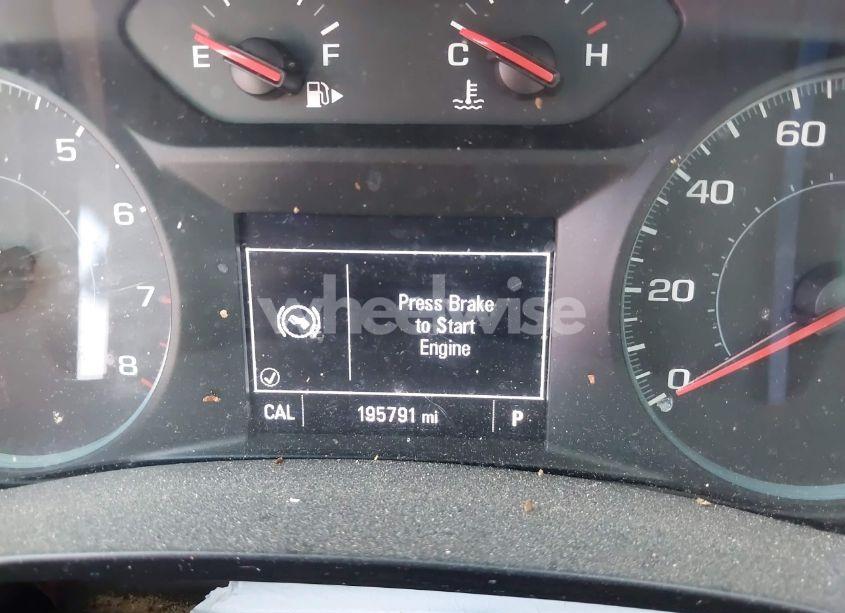 E F
C H
5
6
7
8
60
40
20
0
wheelwise
Press Brake
to Start
Engine
CAL 195791 mi P